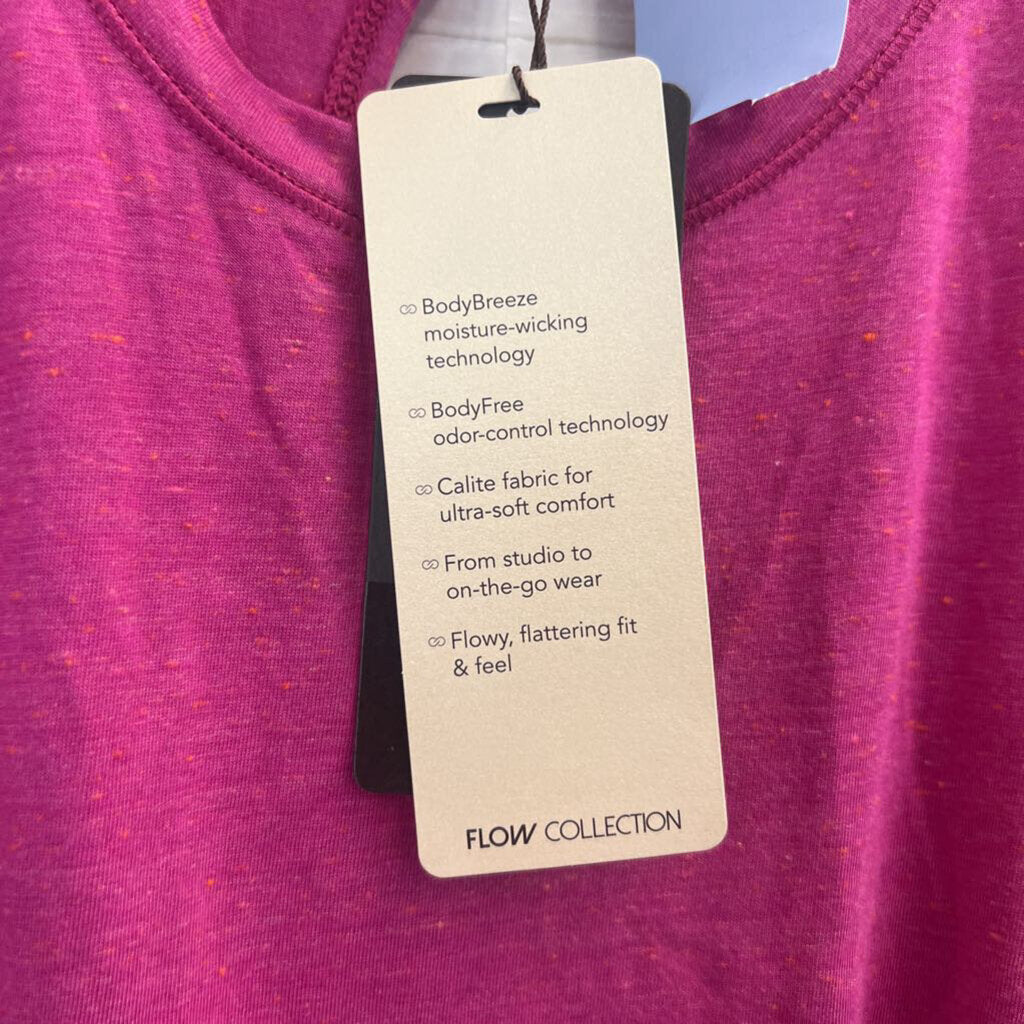 BodyBreeze
moisture-wicking
technology
BodyFree
odor-control technology
Calite fabric for
ultra-soft comfort
From studio to
on-the-go wear
Flowy, flattering fit
& feel
FLOW COLLECTION